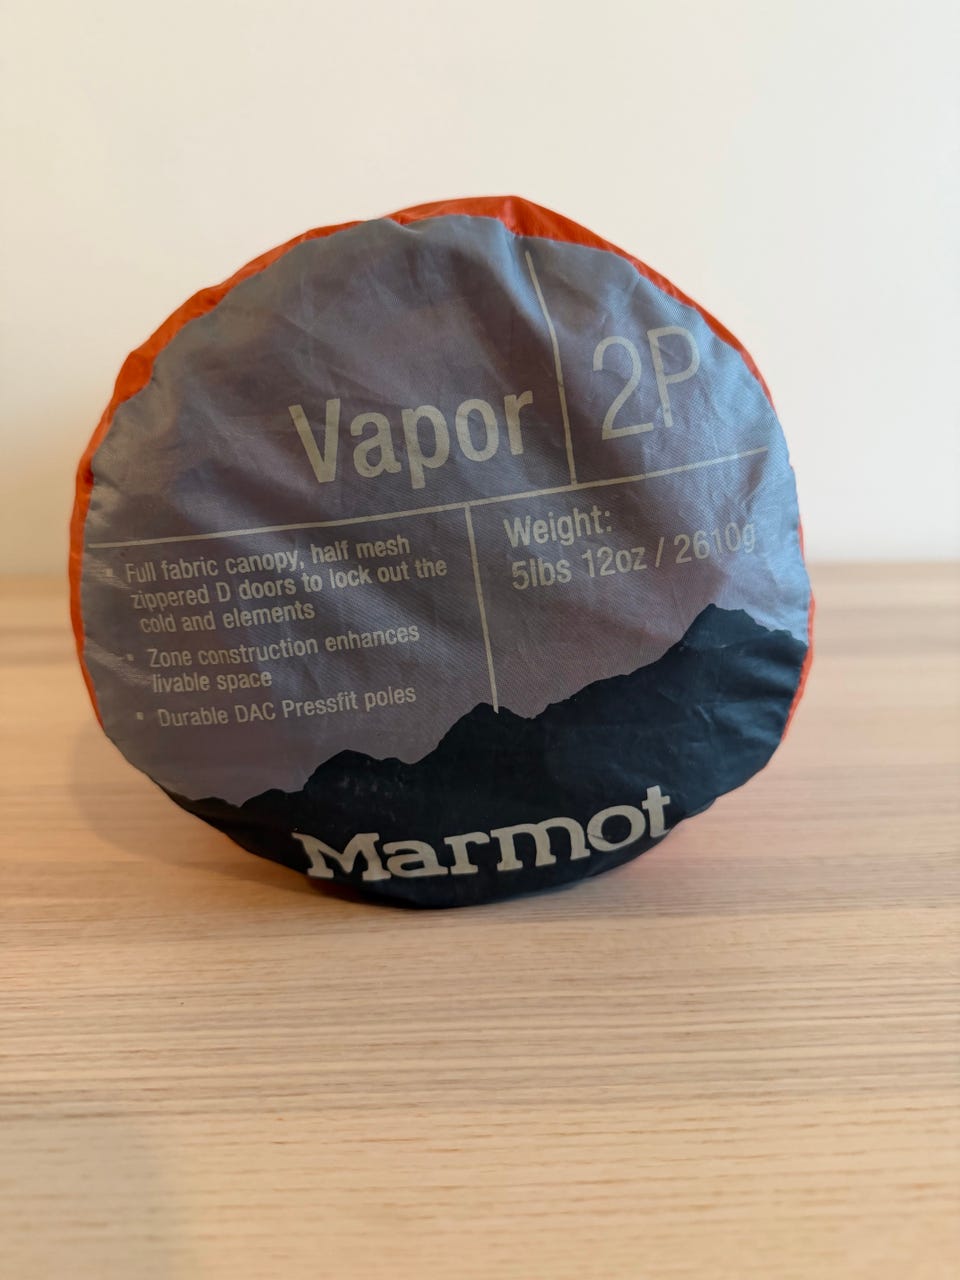 Vapor
2P
• Full fabric canopy, half mesh
zippered D doors to lock out the
cold and elements
• Zone construction enhances
livable space
• Durable DAC Pressfit poles
Weight:
5lbs 12oz / 2610g
Marmot